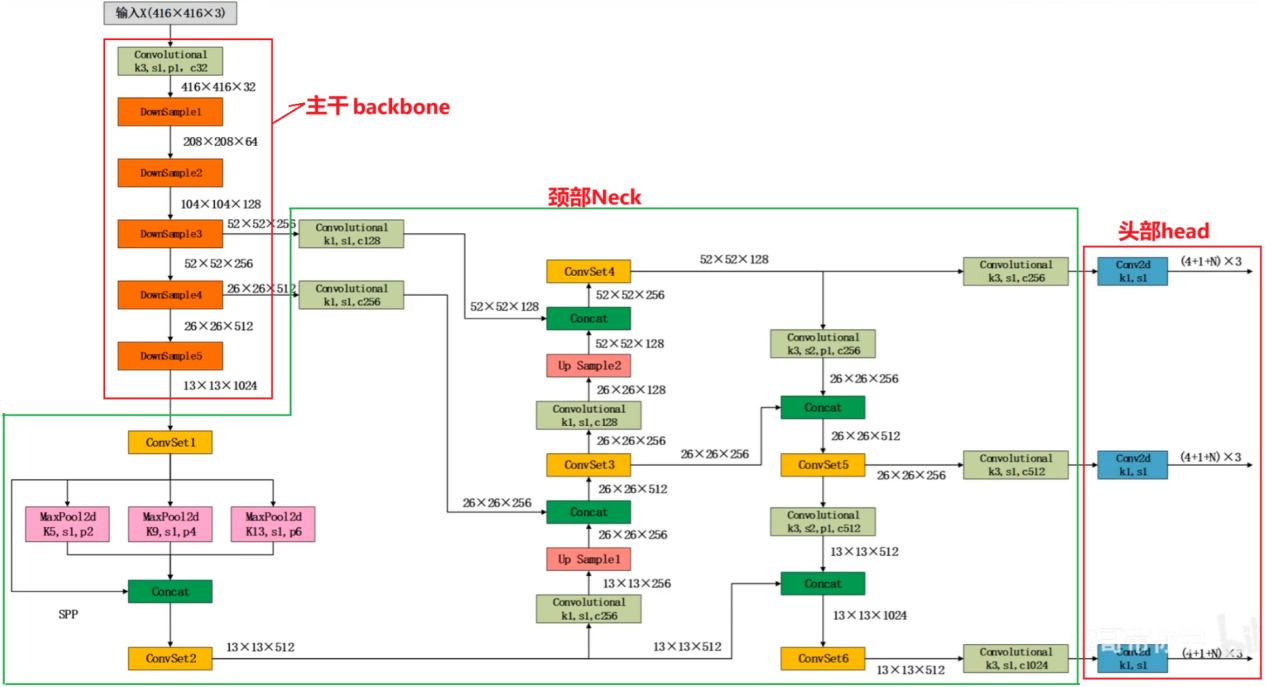 输入X(416×416×3)
Convolutional
k3,s1,p1, c32
416×416×32
DownSample1
208×208×64
DownSample2
104×104×128
DownSample3
52×52×256
52×52×256
DownSample4
26×26×512
26×26×512
DownSample5
13×13×1024
主干 backbone
颈部Neck
头部head
Convolutional
k1,s1,c128
Convolutional
k1,s1,c256
ConvSet1
MaxPool2d
K5,s1,p2
MaxPool2d
K9,s1,p4
MaxPool2d
K13,s1,p6
Concat
SPP
ConvSet2
13×13×512
ConvSet4
52×52×128
52×52×256
52×52×128
Concat
52×52×128
Up Sample2
26×26×128
Convolutional
k1,s1,c128
26×26×256
ConvSet3
26×26×256
26×26×512
26×26×256
Concat
26×26×256
Up Sample1
13×13×256
Convolutional
k1,s1,c256
13×13×512
Convolutional
k3,s2,p1,c256
26×26×256
Concat
26×26×512
ConvSet5
26×26×256
Convolutional
k3,s2,p1,c512
13×13×512
Concat
13×13×1024
ConvSet6
13×13×512
Convolutional
k3,s1,c256
Convolutional
k3,s1,c512
Convolutional
k3,s1,c1024
Conv2d
k1,s1
(4+1+N)×3
Conv2d
k1,s1
(4+1+N)×3
Conv2d
k1,s1
(4+1+N)×3